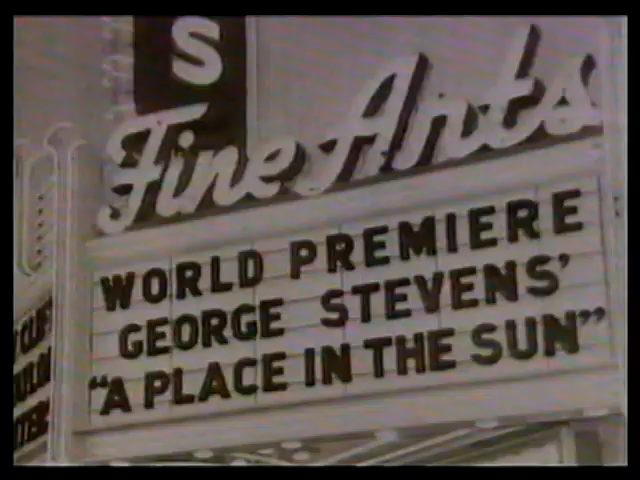 S
Fine Arts
WORLD PREMIERE
GEORGE STEVENS'
"A PLACE IN THE SUN"